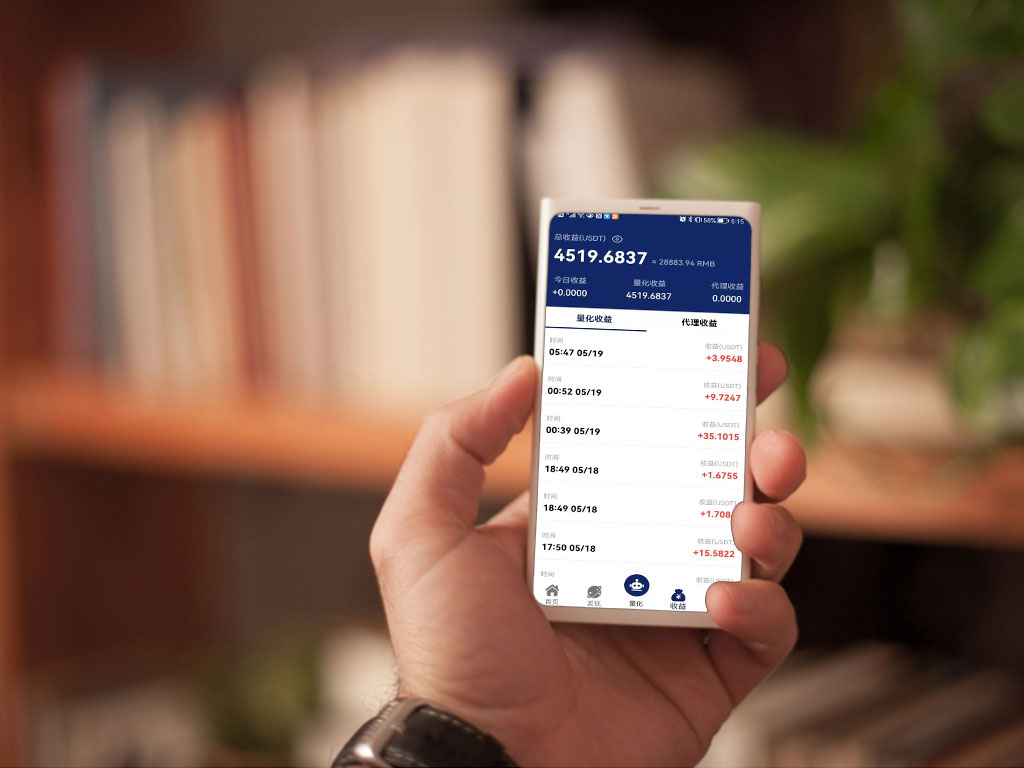 58% 5:15
总收益(USDT)
4519.6837 ≈ 28883.94 RMB
今日收益 量化收益 代理收益
+0.0000 4519.6837 0.0000
量化收益 代理收益
时间 收益(USDT)
05:47 05/19 +3.9548
时间 收益(USDT)
00:52 05/19 +9.7247
时间 收益(USDT)
00:39 05/19 +35.1015
时间 收益(USDT)
18:49 05/18 +1.6755
时间 收益(USDT)
18:49 05/18 +1.708
时间 收益(USDT)
17:50 05/18 +15.5822
时间 收益(USDT)
首页 发现 量化 收益